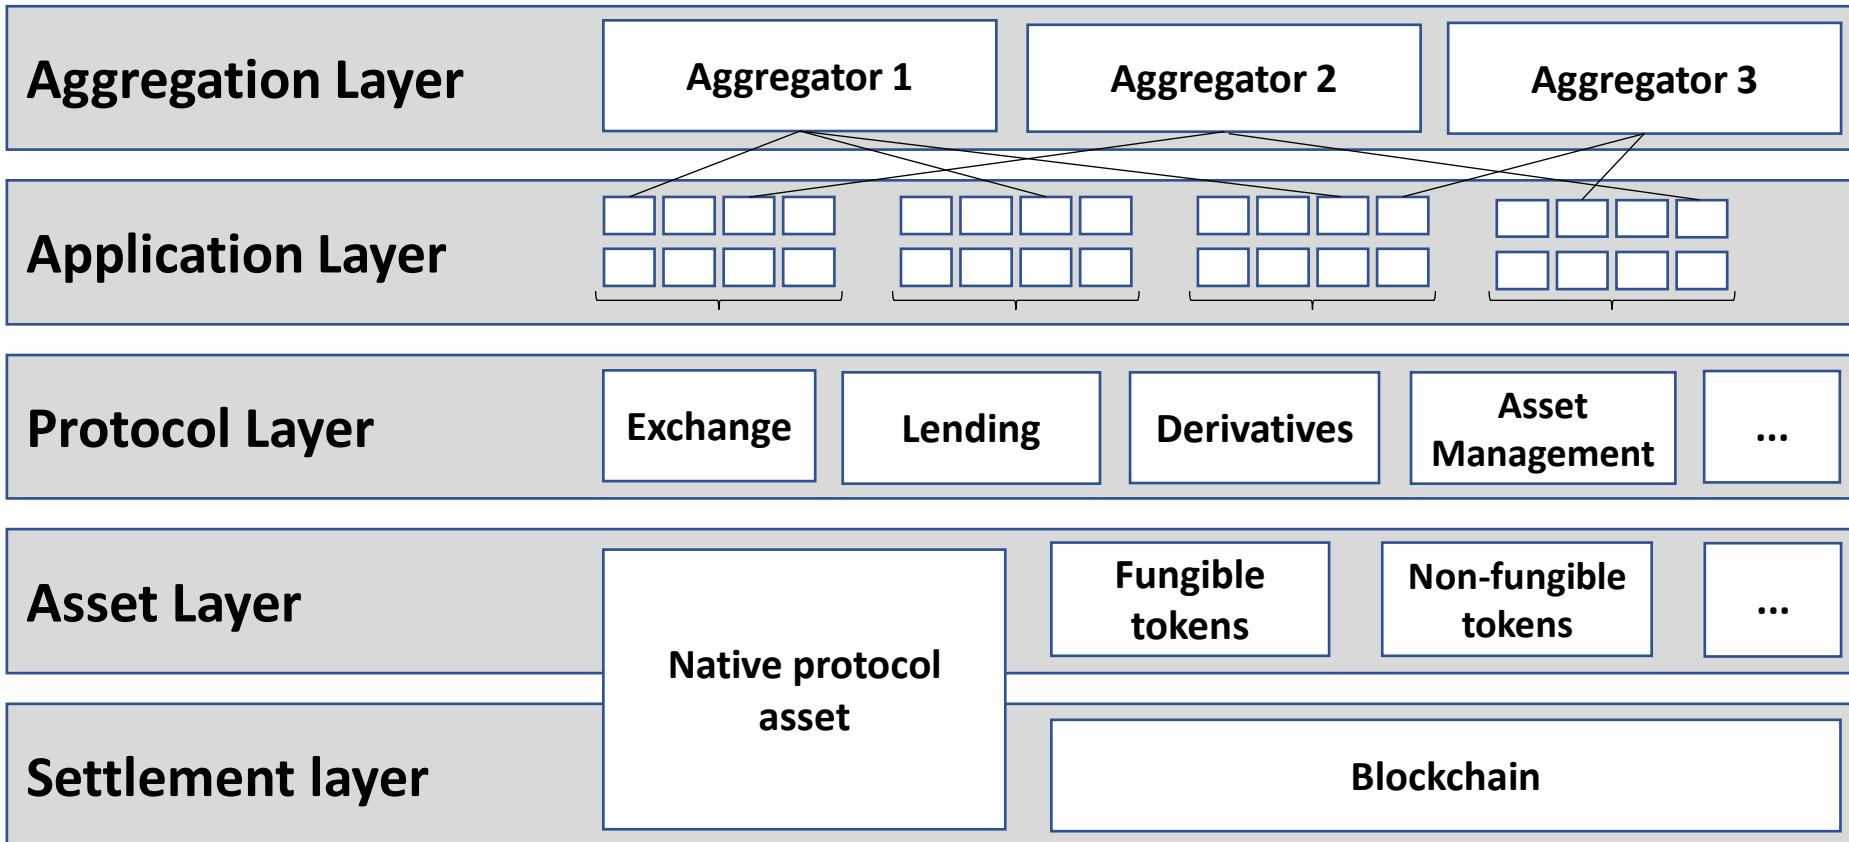 Aggregation Layer
Aggregator 1
Aggregator 2
Aggregator 3
Application Layer
Protocol Layer
Exchange
Lending
Derivatives
Asset
Management
...
Asset Layer
Fungible
tokens
Non-fungible
tokens
...
Native protocol
asset
Settlement layer
Blockchain